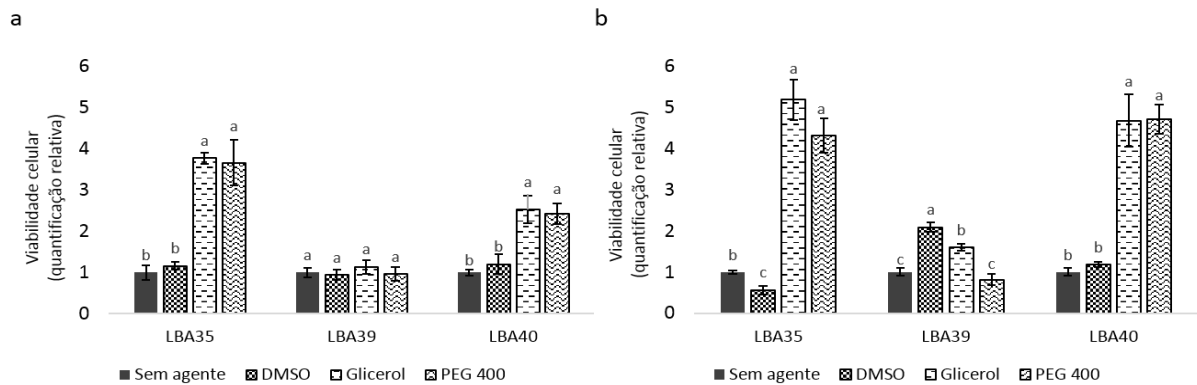 a
Viabilidade celular
(quantificação relativa)
6
5
4
3
2
1
0
b b a a
a a a a
b b a a
LBA35 LBA39 LBA40
Sem agente DMSO Glicerol PEG 400
b
Viabilidade celular
(quantificação relativa)
6
5
4
3
2
1
0
b c a a
c a b c
b b a a
LBA35 LBA39 LBA40
Sem agente DMSO Glicerol PEG 400